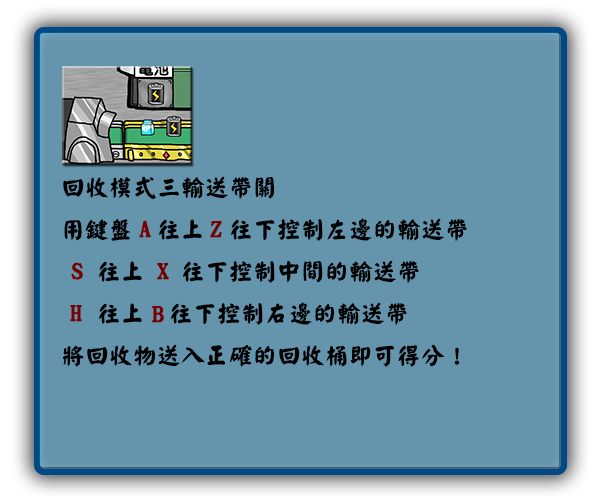 電池
回收模式三輸送帶關
用鍵盤 A 往上 Z 往下控制左邊的輸送帶
S 往上 X 往下控制中間的輸送帶
H 往上 B 往下控制右邊的輸送帶
將回收物送入正確的回收桶即可得分！